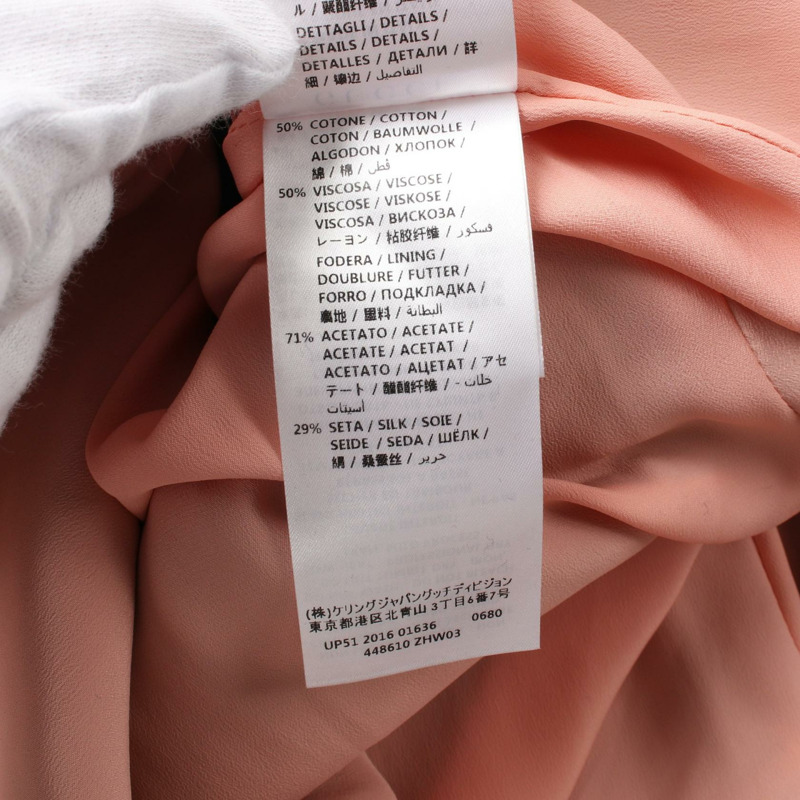 ル / 聚酯纤维 /
DETTAGLI / DETAILS /
DETAILS / DETAILS /
DETALLES / ДЕТАЛИ / 詳
細 / 镶边 / التفاصيل
50% COTONE / COTTON /
COTON / BAUMWOLLE /
ALGODON / ХЛОПОК /
綿 / 棉 / قطن
50% VISCOSA / VISCOSE /
VISCOSE / VISKOSE /
VISCOSA / ВИСКОЗА /
レーヨン / 粘胶纤维 / فسكور
FODERA / LINING /
DOUBLURE / FUTTER /
FORRO / ПОДКЛАДКА /
裏地 / 里料 / البطانة
71% ACETATO / ACETATE /
ACETATE / ACETAT /
ACETATO / АЦЕТАТ / アセ
テート / 醋酯纤维 / خلات -
أسيتات
29% SETA / SILK / SOIE /
SEIDE / SEDA / ШЁЛК /
絹 / 桑蚕丝 / حرير
(株)ケリングジャパングッチディビジョン
東京都港区北青山 3丁目6番7号
UP51 2016 01636 0680
448610 ZHW03